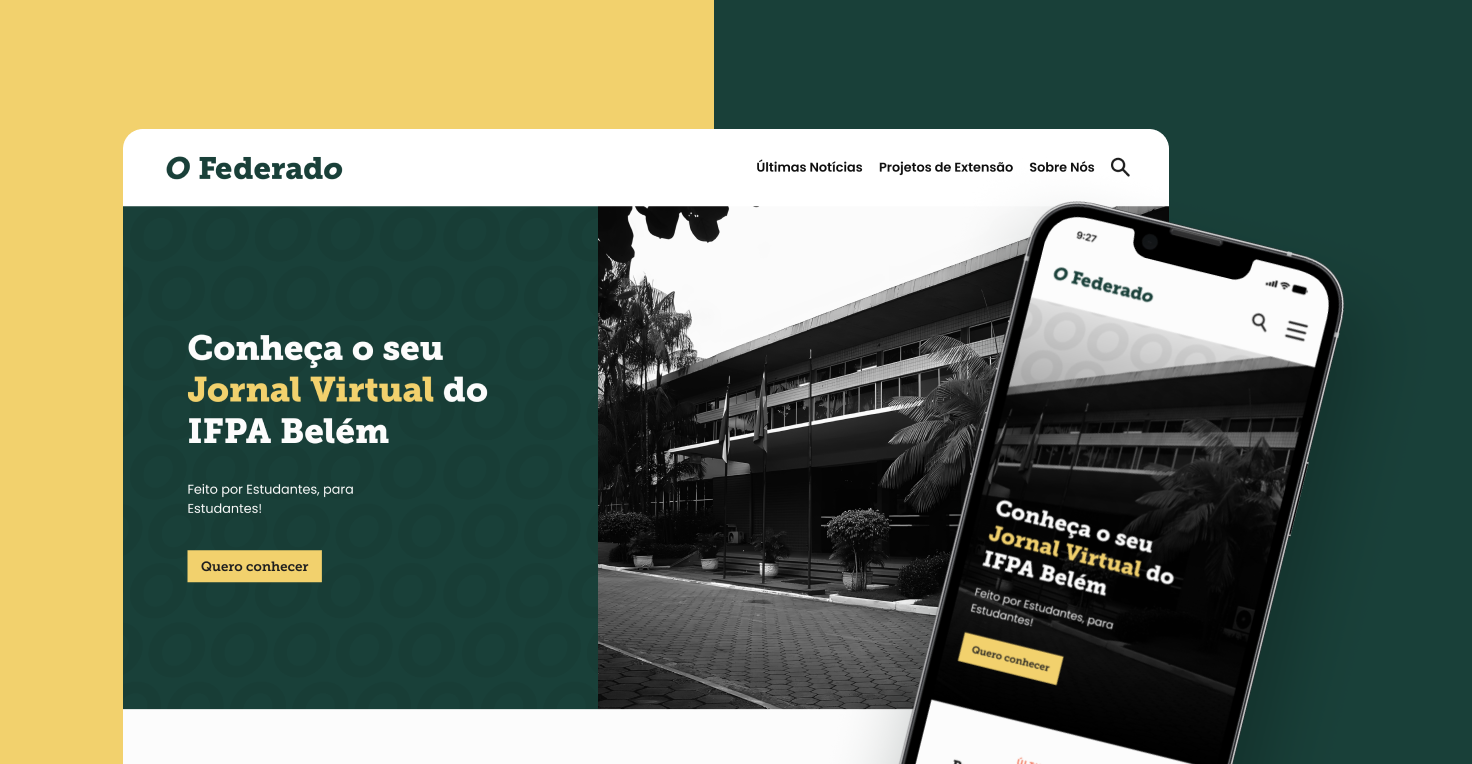 O Federado
Últimas Notícias
Projetos de Extensão
Sobre Nós
Conheça o seu
Jornal Virtual do
IFPA Belém
Feito por Estudantes, para
Estudantes!
Quero conhecer
9:27
O Federado
Conheça o seu
Jornal Virtual do
IFPA Belém
Feito por Estudantes, para
Estudantes!
Quero conhecer